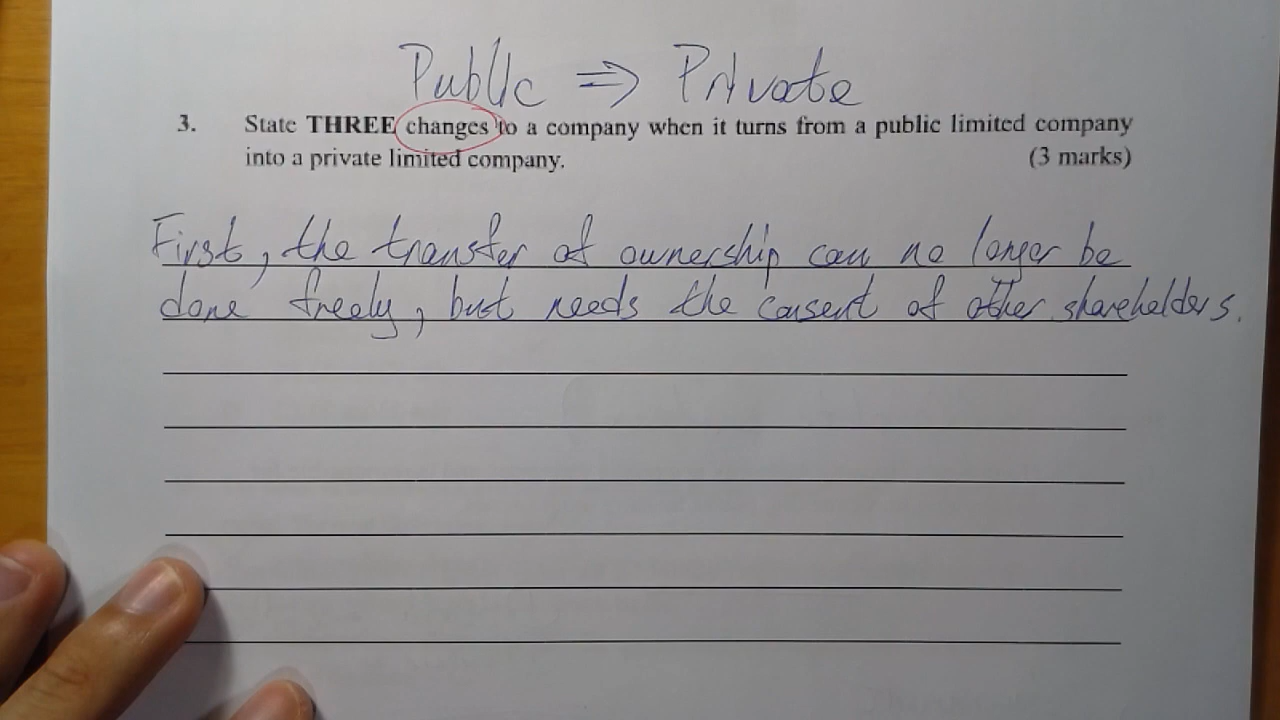 Public ⇒ Private
3. State THREE changes to a company when it turns from a public limited company
into a private limited company. (3 marks)
First, the transfer of ownership can no longer be
done freely, but needs the consent of other shareholders.